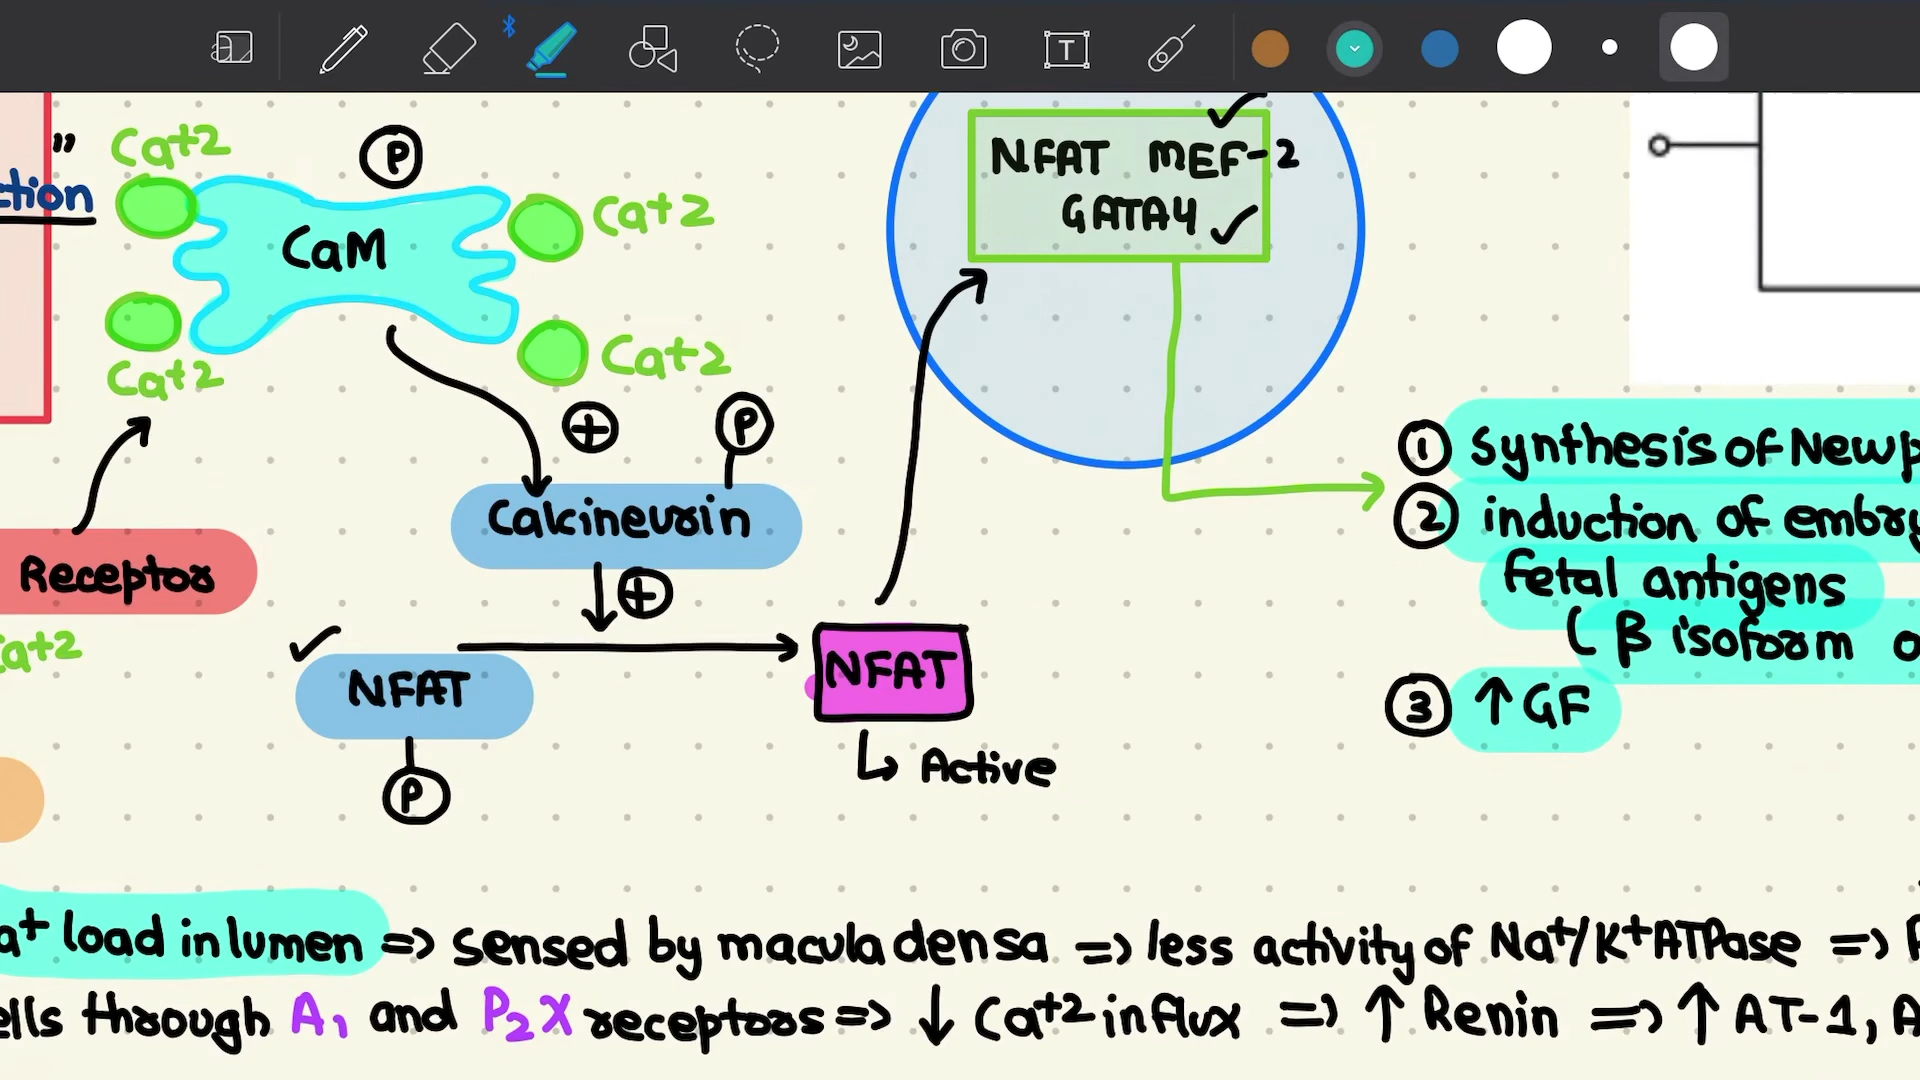 Ca+2
P
"
ction
Ca+2
CaM
Ca+2
Ca+2
NFAT MEF-2
GATA4
+
P
Calcineurin
+
Receptor
Ca+2
NFAT
P
NFAT
Active
① Synthesis of New p
② induction of embry
fetal antigens
( β isoform o
③ ↑ GF
a+ load in lumen => sensed by macula densa => less activity of Na+/K+ATPase =>
ells through A1 and P2X receptors => ↓ Ca+2 influx => ↑ Renin => ↑ AT-1, A
T